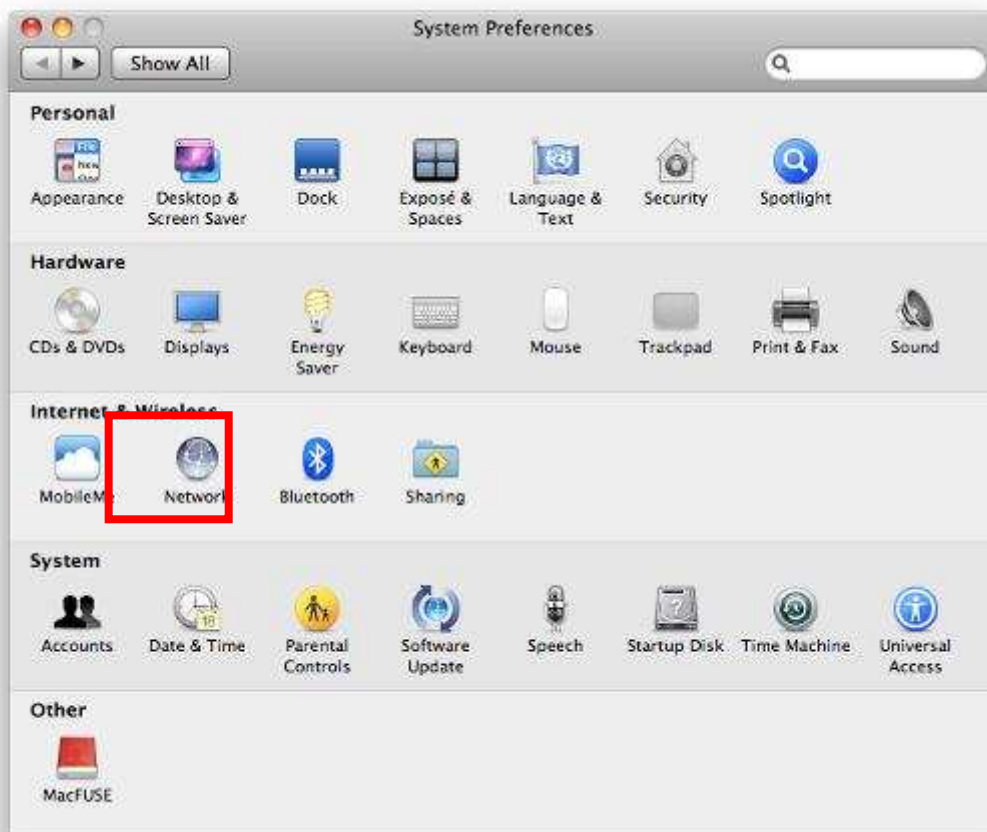 System Preferences
Show All
Personal
Appearance
Desktop &
Screen Saver
Dock
Exposé &
Spaces
Language &
Text
Security
Spotlight
Hardware
CDs & DVDs
Displays
Energy
Saver
Keyboard
Mouse
Trackpad
Print & Fax
Sound
Internet & Wireless
MobileMe
Network
Bluetooth
Sharing
System
Accounts
Date & Time
18
Parental
Controls
Software
Update
Speech
?
Startup Disk
Time Machine
Universal
Access
Other
MacFUSE